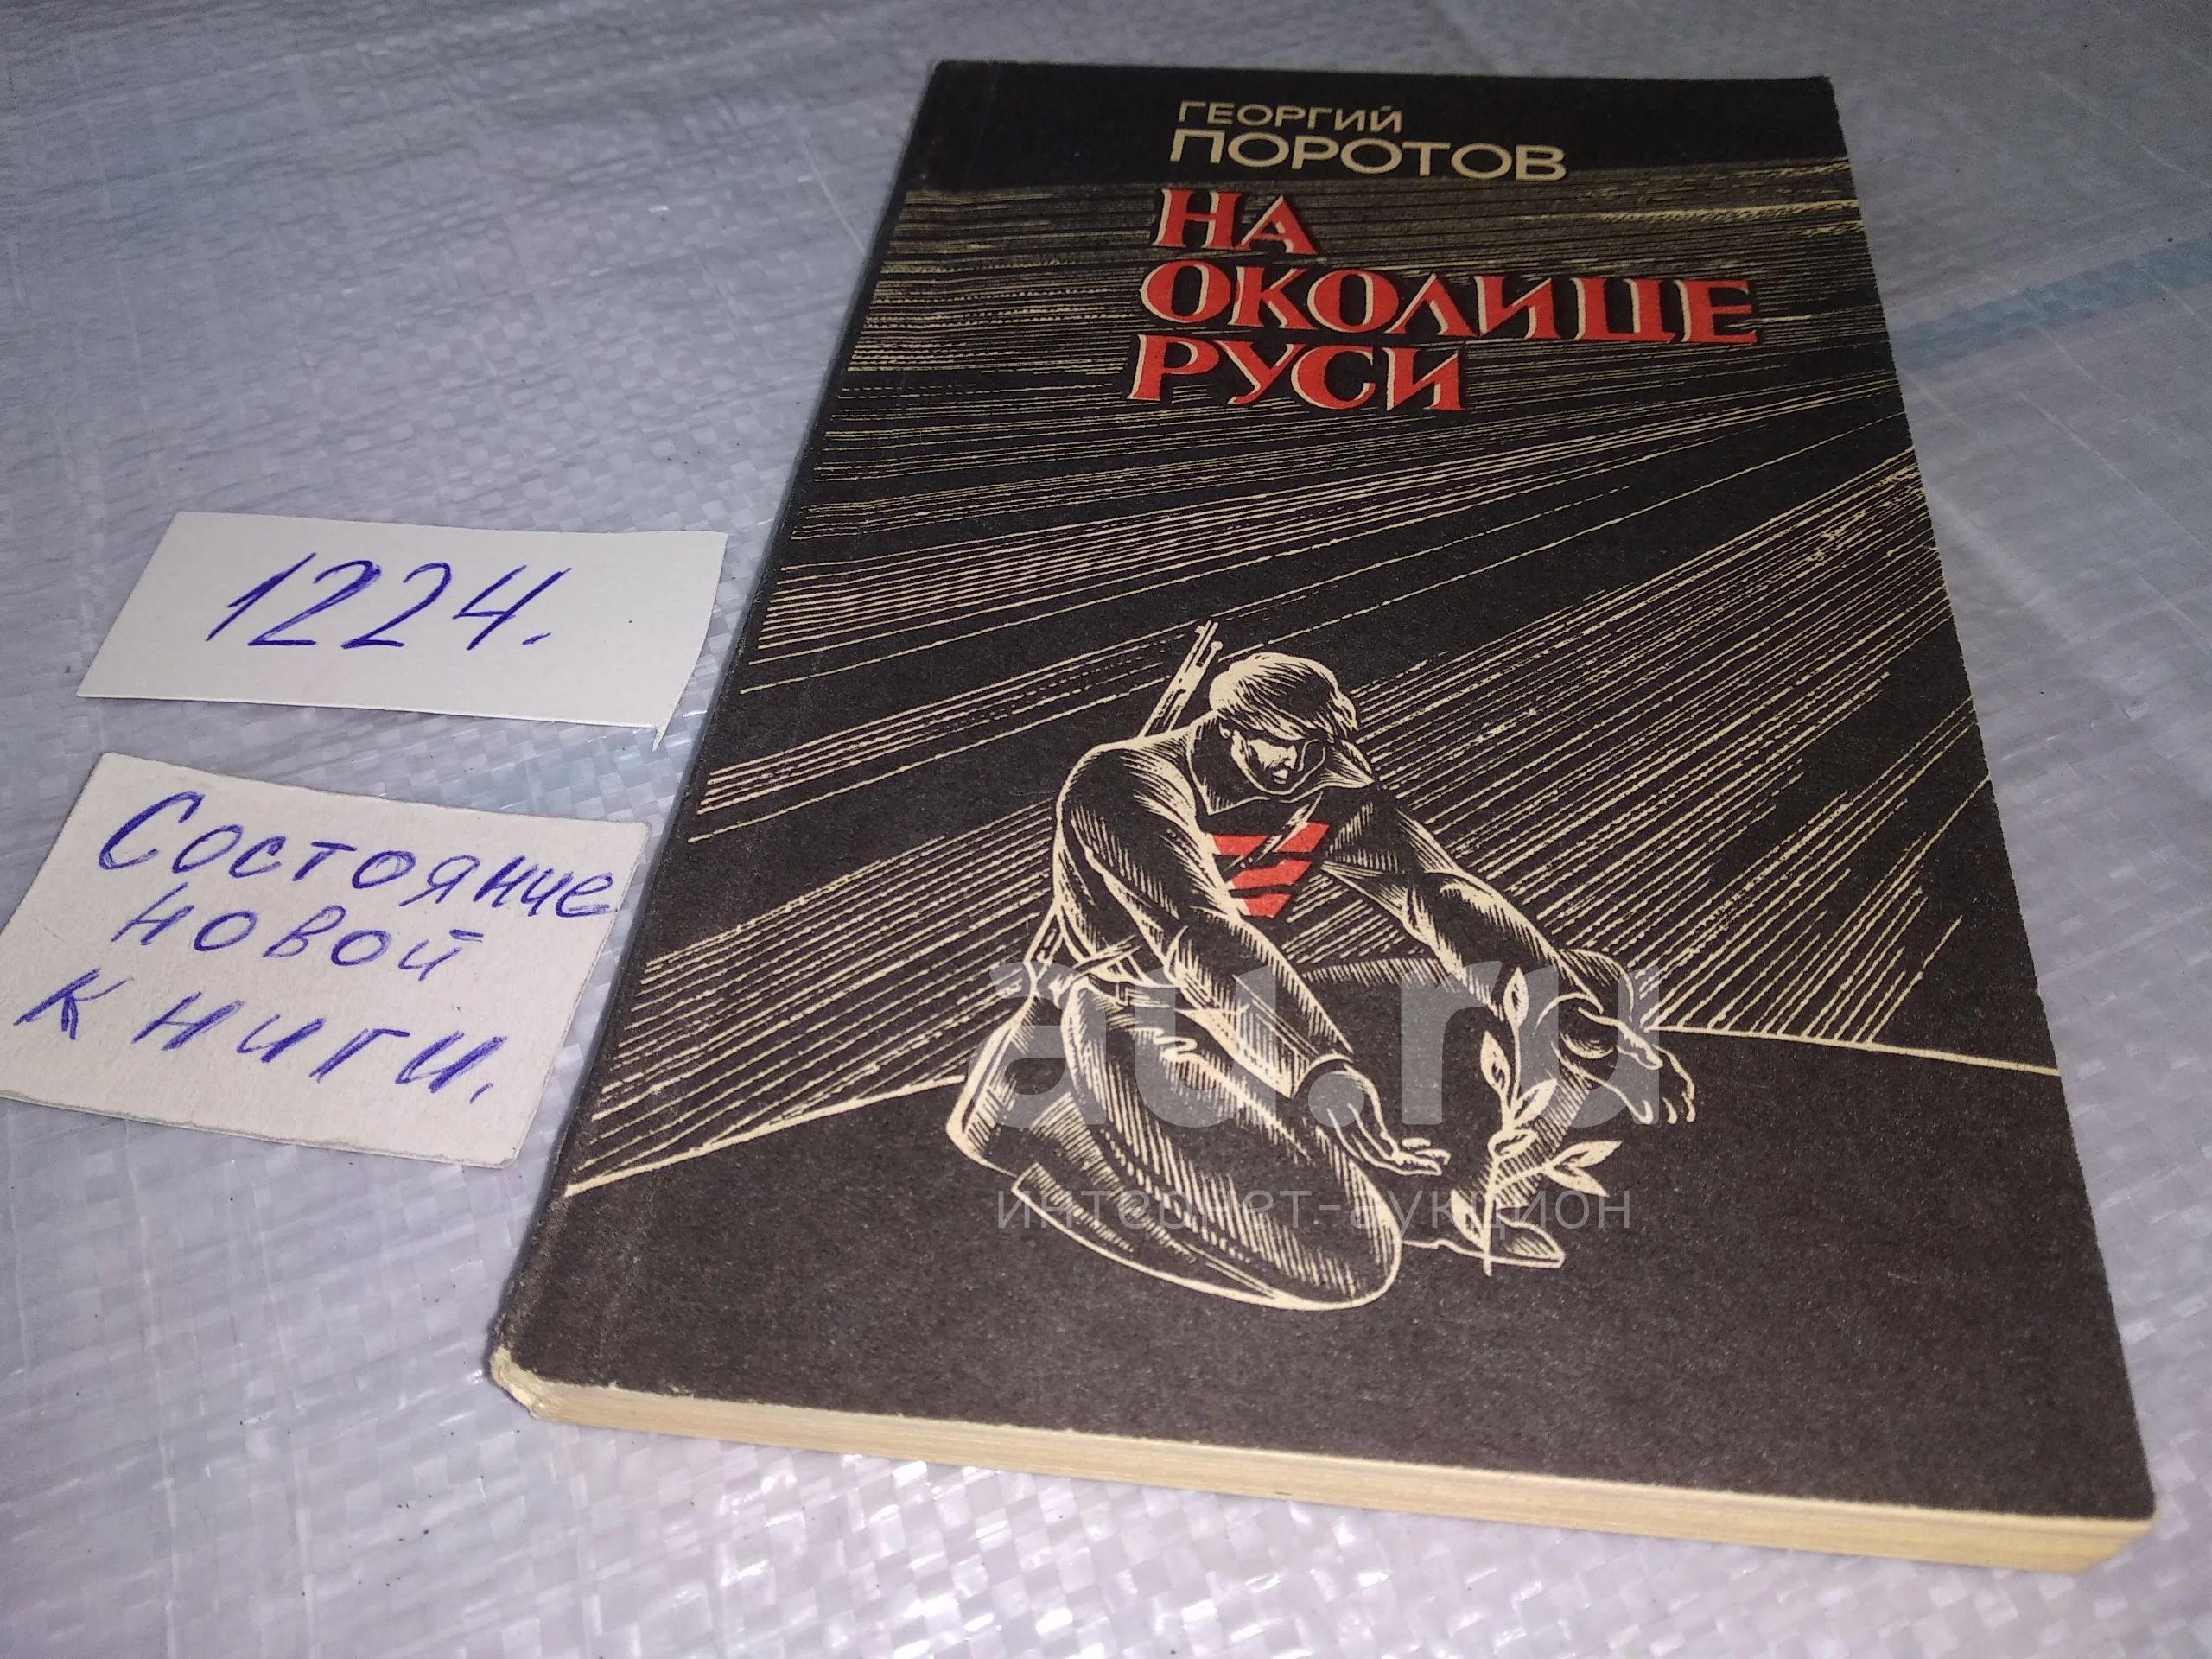 ГЕОРГИЙ
ПОРОТОВ
НА
ОКОЛИЦЕ
РУСИ
1224.
Состояние
новой
книги.
au.ru
интернет-аукцион